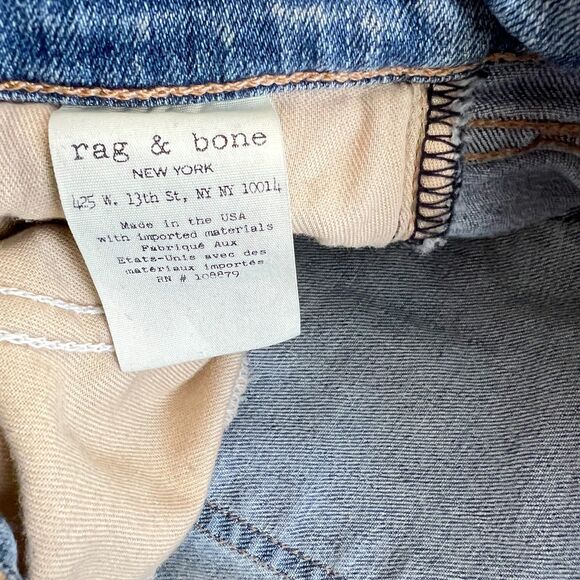 rag & bone
NEW YORK
425 W. 13th St, NY NY 10014
Made in the USA
with imported materials
Fabriqué Aux
Etats-Unis avec des
matériaux importés
RN # 108879